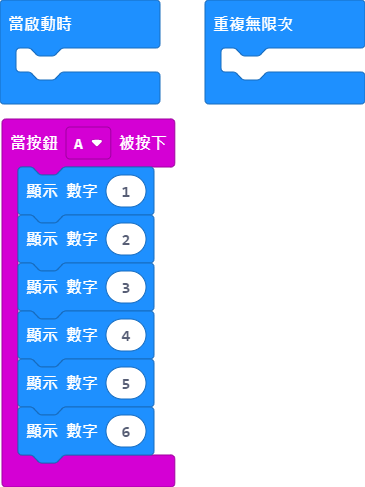 當啟動時
重複無限次
當按鈕 A 被按下
顯示 數字 1
顯示 數字 2
顯示 數字 3
顯示 數字 4
顯示 數字 5
顯示 數字 6